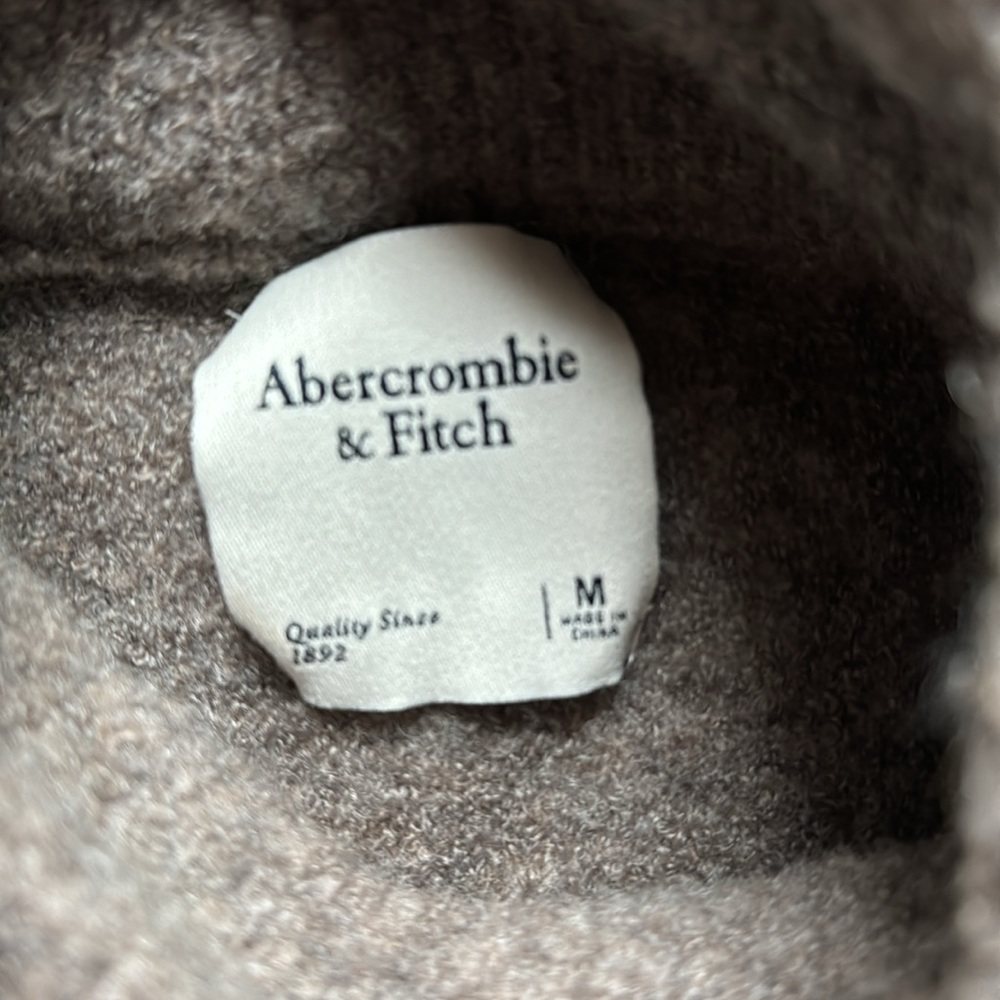 Abercrombie
& Fitch
Quality Since
1892
M
MADE IN
CHINA